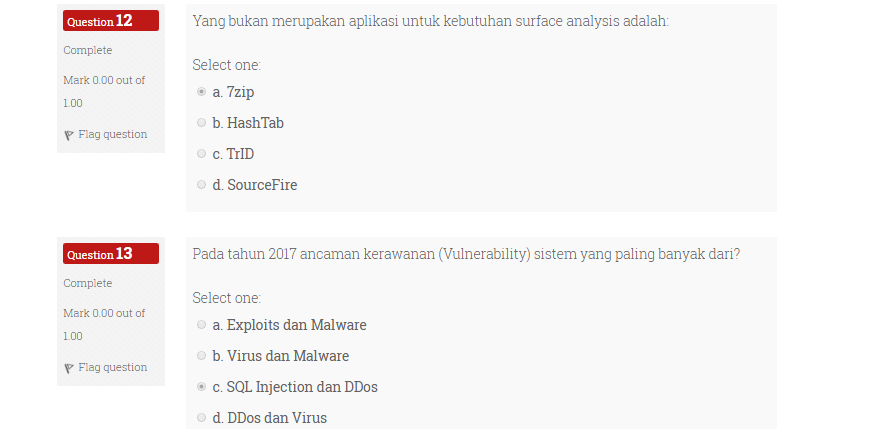 Question 12
Complete
Mark 0.00 out of
1.00
Flag question
Yang bukan merupakan aplikasi untuk kebutuhan surface analysis adalah:
Select one:
a. 7zip
b. HashTab
c. TrID
d. SourceFire
Question 13
Complete
Mark 0.00 out of
1.00
Flag question
Pada tahun 2017 ancaman kerawanan (Vulnerability) sistem yang paling banyak dari?
Select one:
a. Exploits dan Malware
b. Virus dan Malware
c. SQL Injection dan DDos
d. DDos dan Virus